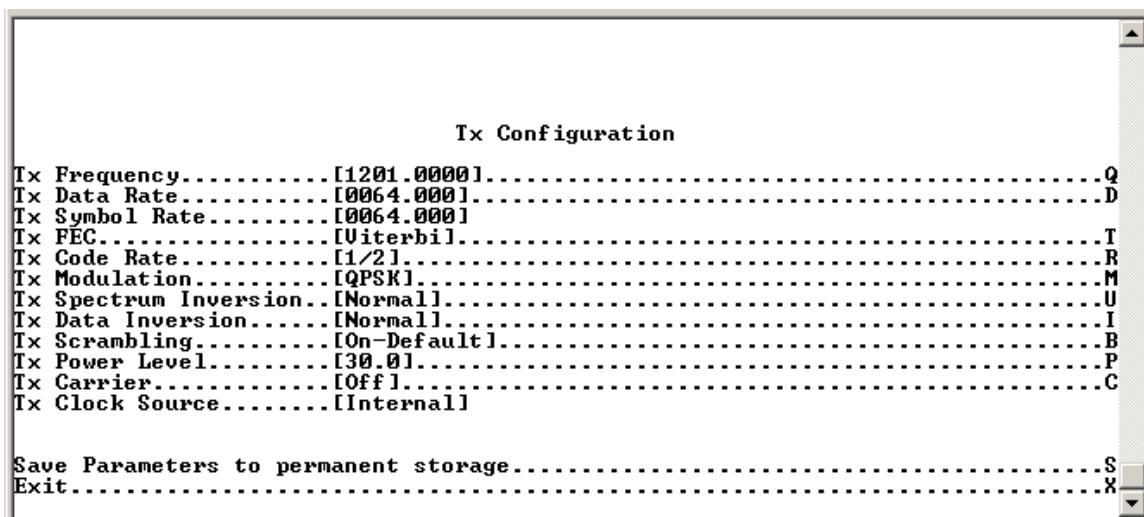 Tx Configuration
Tx Frequency...........[1201.0000]............................................................Q
Tx Data Rate...........[0064.000].............................................................D
Tx Symbol Rate.........[0064.000]
Tx FEC.................[Viterbi]..............................................................T
Tx Code Rate...........[1/2]..................................................................R
Tx Modulation..........[QPSK].................................................................M
Tx Spectrum Inversion..[Normal]...............................................................U
Tx Data Inversion......[Normal]...............................................................I
Tx Scrambling..........[On-Default]...........................................................B
Tx Power Level.........[30.0].................................................................P
Tx Carrier.............[Off]..................................................................C
Tx Clock Source........[Internal]
Save Parameters to permanent storage..........................................................S
Exit..........................................................................................X